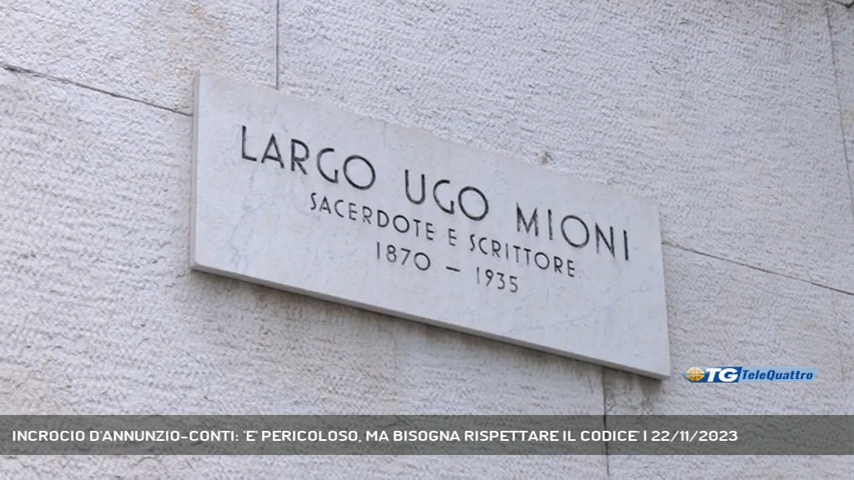 LARGO UGO MIONI
SACERDOTE E SCRITTORE
1870 – 1935
TG TeleQuattro
INCROCIO D'ANNUNZIO-CONTI: 'E' PERICOLOSO, MA BISOGNA RISPETTARE IL CODICE' | 22/11/2023